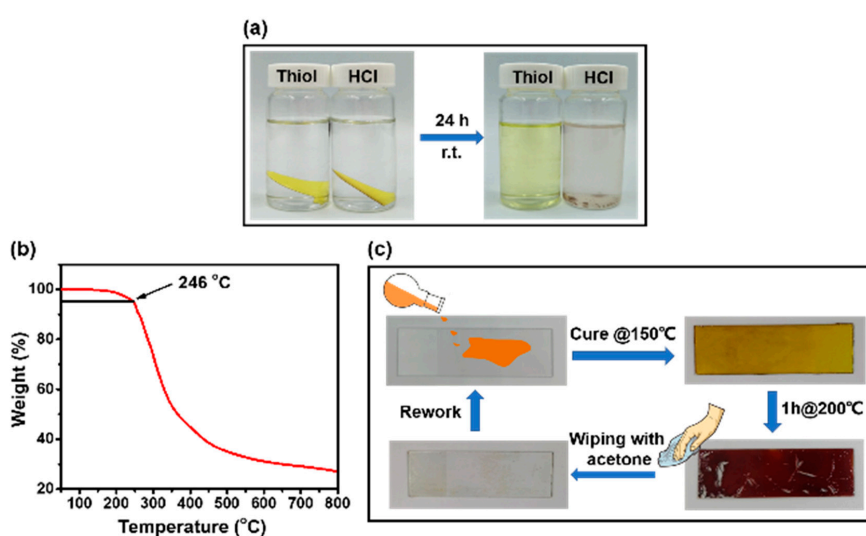 (a)
Thiol HCl
24 h
r.t.
Thiol HCl
(b)
246 °C
Weight (%)
100
80
60
40
20
100 200 300 400 500 600 700 800
Temperature (°C)
(c)
Cure @150℃
1h@200℃
Wiping with
acetone
Rework